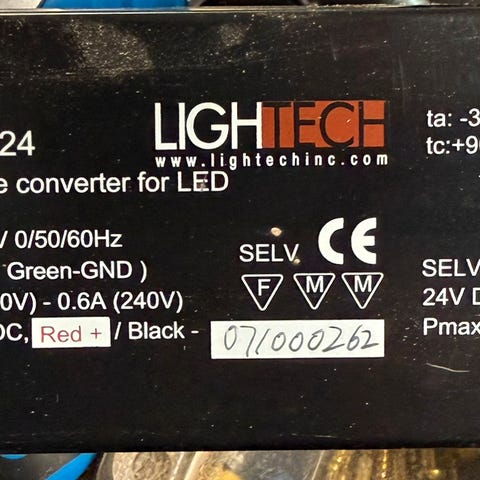 24
LIGHTECH
www.lightechinc.com
ta: -3
tc:+9
e converter for LED
V 0/50/60Hz
Green-GND )
0V) - 0.6A (240V)
DC, Red + / Black -
SELV CE
F M M
071000262
SELV
24V D
Pmax